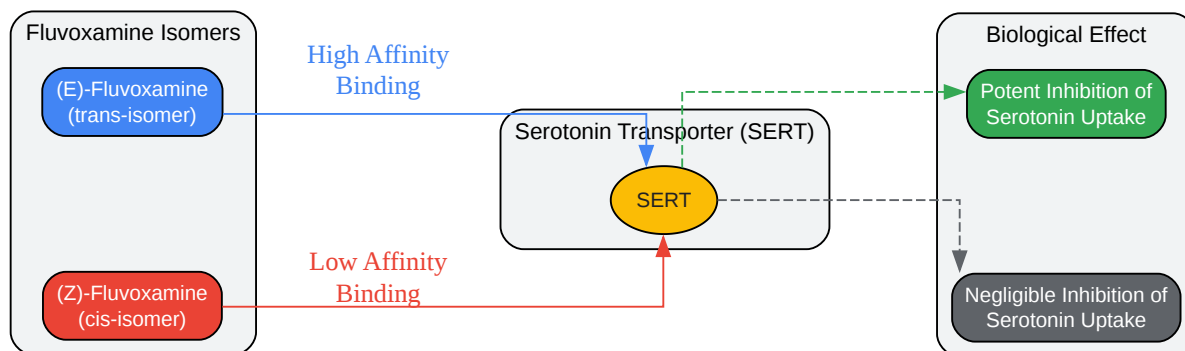 Fluvoxamine Isomers
(E)-Fluvoxamine
(trans-isomer)
(Z)-Fluvoxamine
(cis-isomer)
High Affinity
Binding
Low Affinity
Binding
Serotonin Transporter (SERT)
SERT
Biological Effect
Potent Inhibition of
Serotonin Uptake
Negligible Inhibition of
Serotonin Uptake